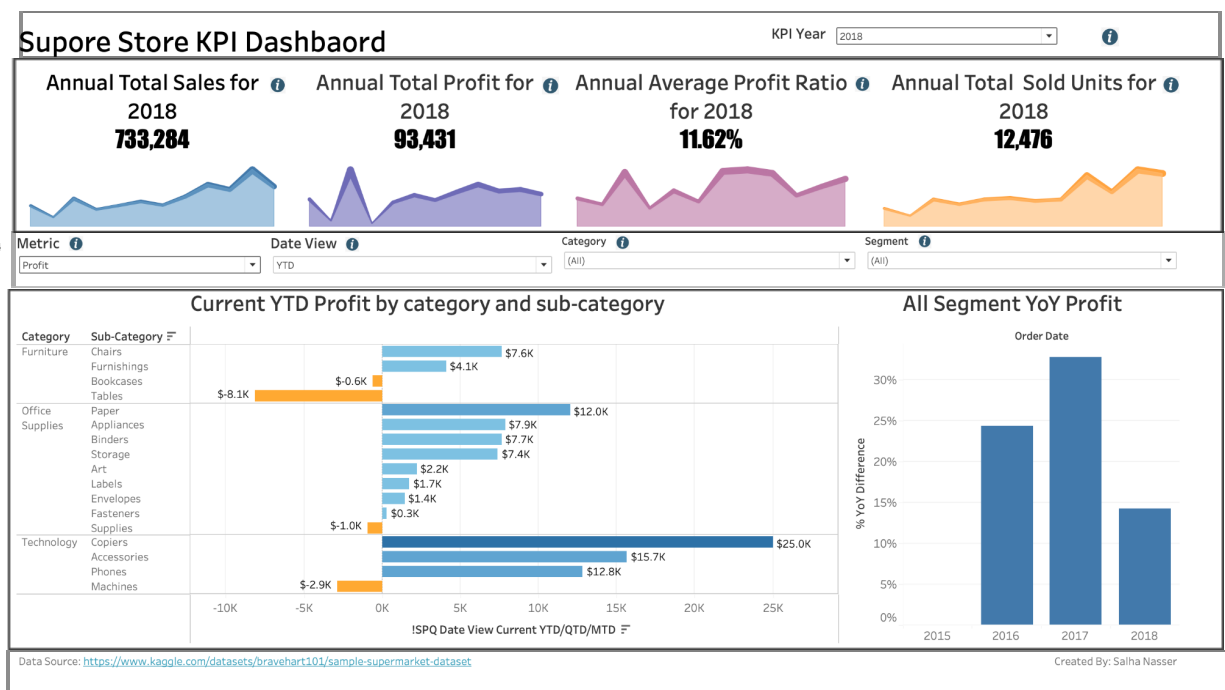 Supore Store KPI Dashbaord
KPI Year
2018
Annual Total Sales for
2018
733,284
Annual Total Profit for
2018
93,431
Annual Average Profit Ratio
for 2018
11.62%
Annual Total Sold Units for
2018
12,476
Metric
Profit
Date View
YTD
Category
(All)
Segment
(All)
Current YTD Profit by category and sub-category
Category Sub-Category
Furniture Chairs $7.6K
Furnishings $4.1K
Bookcases $-0.6K
Tables $-8.1K
Office Paper $12.0K
Supplies Appliances $7.9K
Binders $7.7K
Storage $7.4K
Art $2.2K
Labels $1.7K
Envelopes $1.4K
Fasteners $0.3K
Supplies $-1.0K
Technology Copiers $25.0K
Accessories $15.7K
Phones $12.8K
Machines $-2.9K
-10K -5K 0K 5K 10K 15K 20K 25K
!SPQ Date View Current YTD/QTD/MTD
All Segment YoY Profit
Order Date
% YoY Difference
30%
25%
20%
15%
10%
5%
0%
2015 2016 2017 2018
Data Source: https://www.kaggle.com/datasets/bravehart101/sample-supermarket-dataset
Created By: Salha Nasser